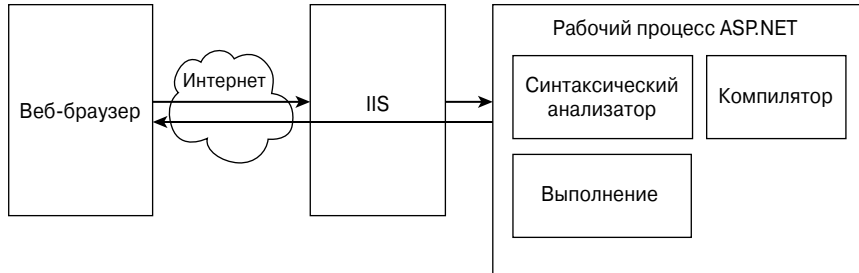 Веб-браузер
Интернет
IIS
Рабочий процесс ASP.NET
Синтаксический
анализатор
Компилятор
Выполнение